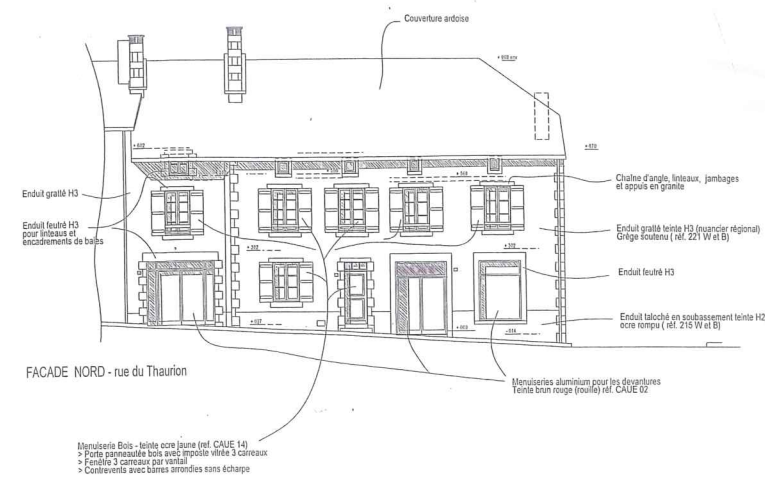 Couverture ardoise
Enduit gratté H3
Enduit feutré H3
pour linteaus et
encadrements de baies
Chaîne d'angle, linteaux, jambages
et appuis en granite
Enduit gratté teinte H3 (nuancier régional)
Grège soutenu ( réf. 221 W et B)
Enduit feutré H3
Enduit taloché en soubassement teinte H2
ocre rompu ( réf. 215 W et B)
FACADE NORD - rue du Thaurion
Menuiseries aluminium pour les devantures
Teinte brun rouge (rouille) réf. CAUE 02
Menuiserie Bois - teinte ocre jaune (ref. CAUE 14)
> Porte panneautée bois avec imposte vitrée 3 carreaux
> Fenêtre 3 carreaux par vantail
> Contrevents avec barres arrondies sans écharpe